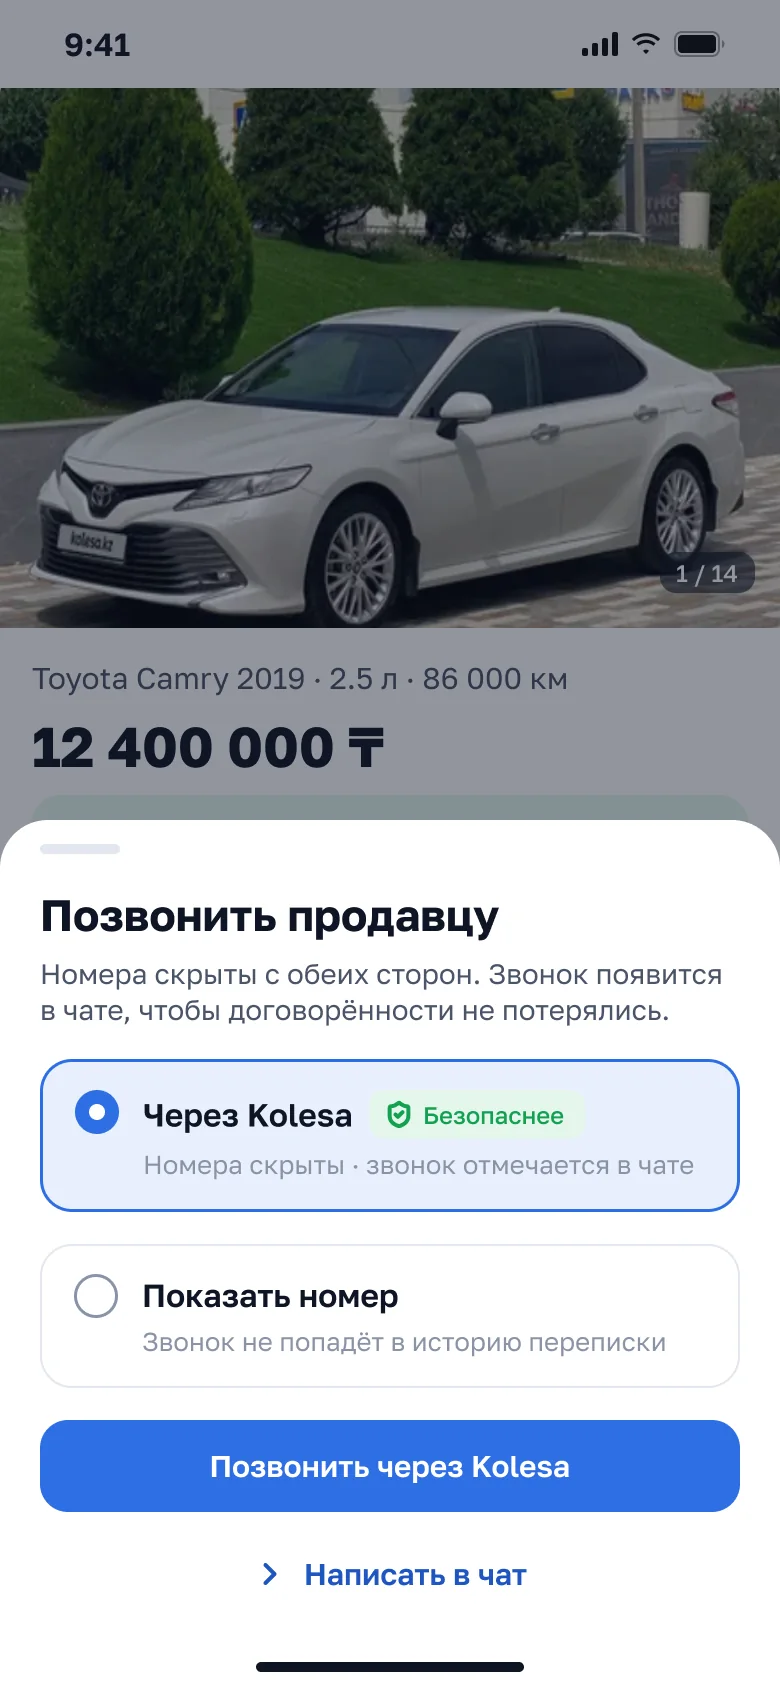 9:41
kolesa.kz
1 / 14
Toyota Camry 2019 · 2.5 л · 86 000 км
12 400 000 ₸
Позвонить продавцу
Номера скрыты с обеих сторон. Звонок появится
в чате, чтобы договорённости не потерялись.
Через Kolesa
Безопаснее
Номера скрыты · звонок отмечается в чате
Показать номер
Звонок не попадёт в историю переписки
Позвонить через Kolesa
Написать в чат